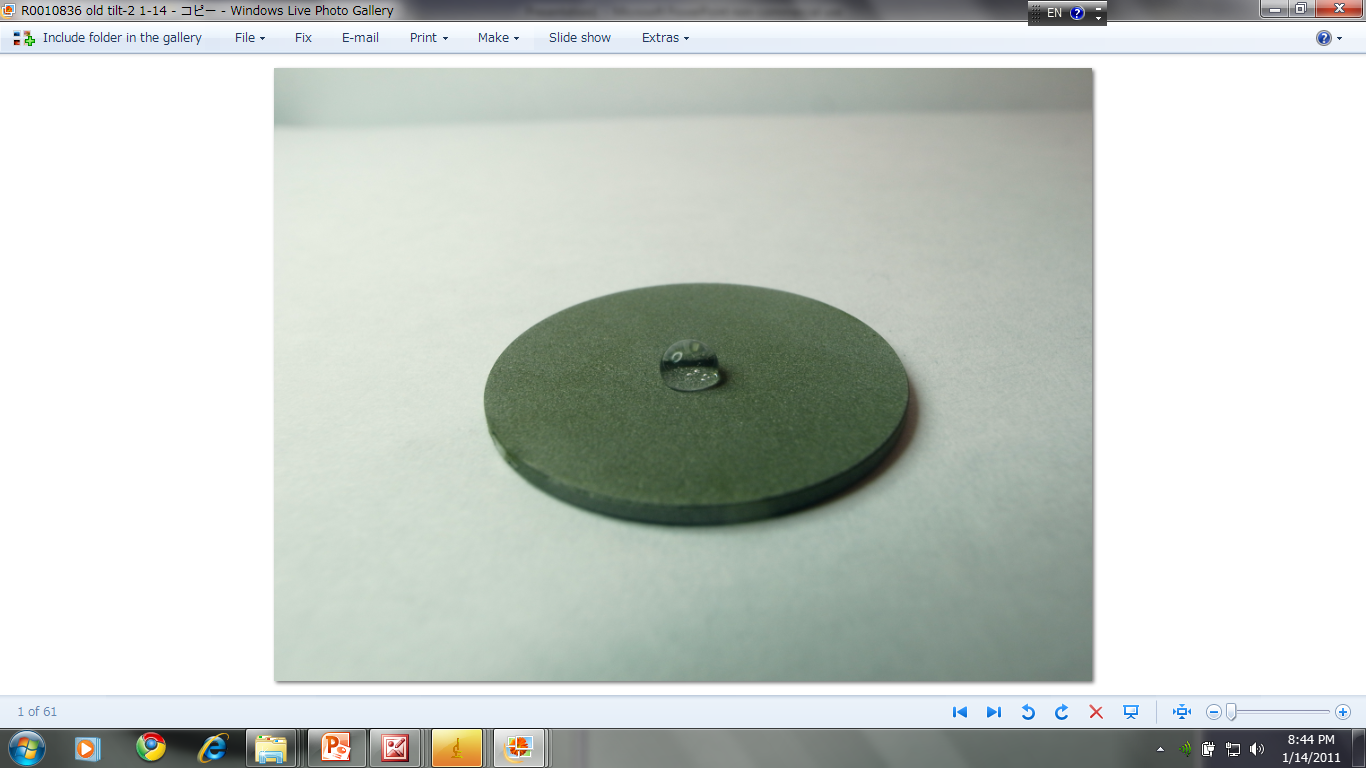 R0010836 old tilt-2 1-14 - コピー - Windows Live Photo Gallery
EN
Include folder in the gallery File Fix E-mail Print Make Slide show Extras
1 of 61
8:44 PM
1/14/2011